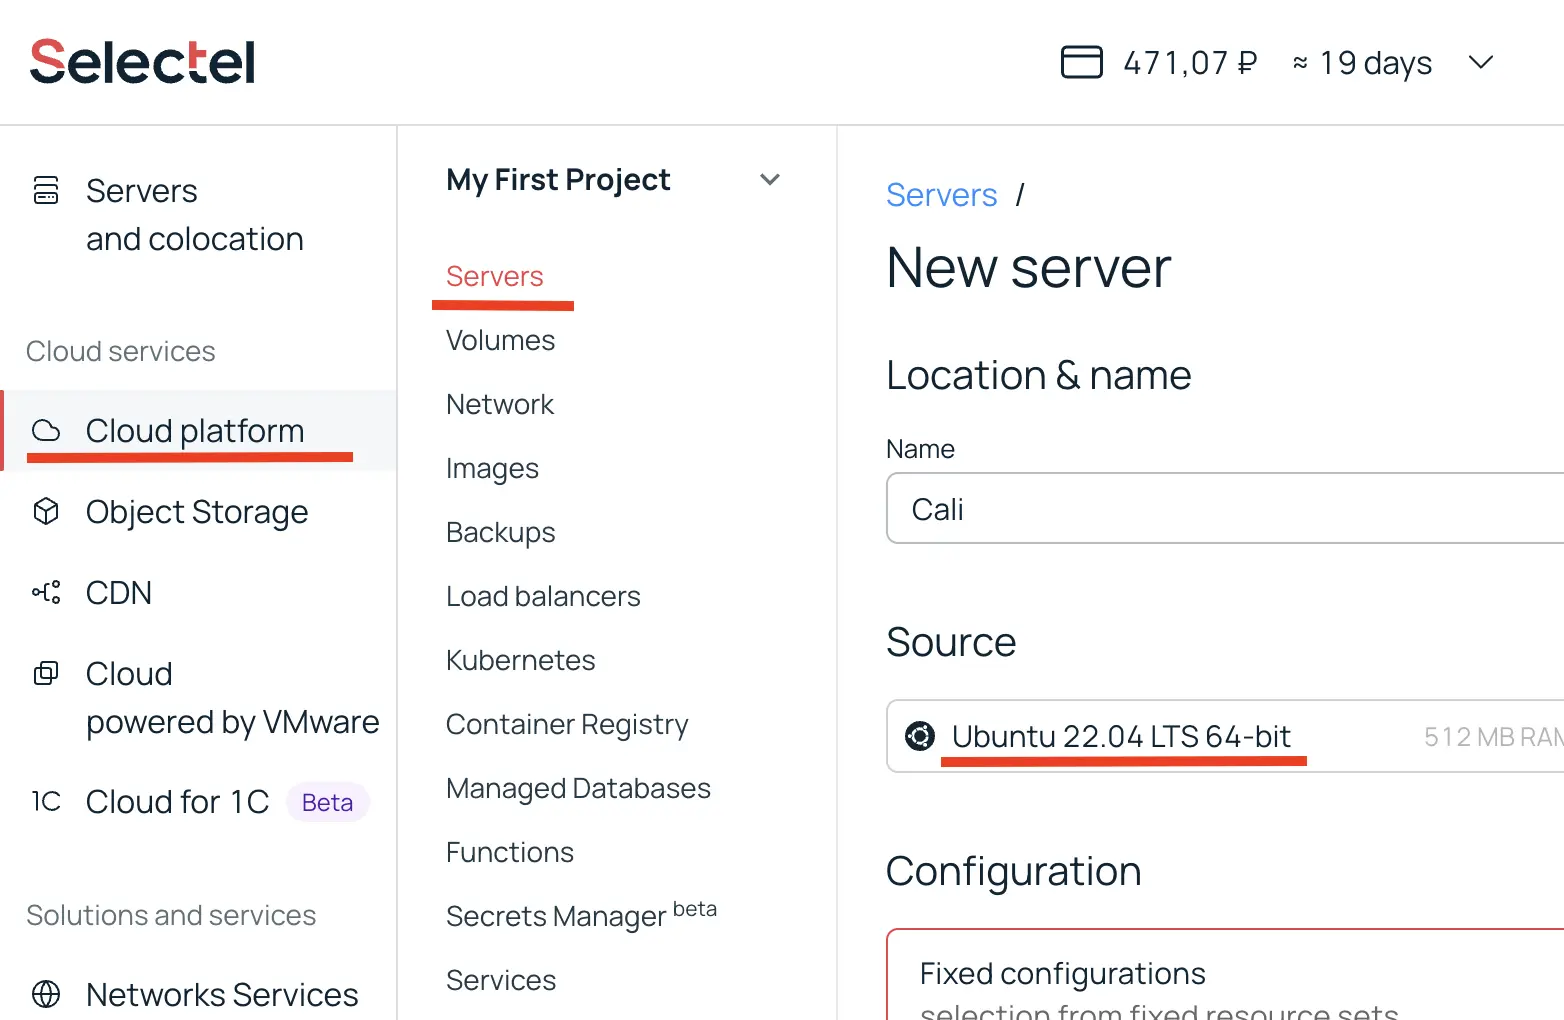 Selectel
471,07 ₽ ≈ 19 days
Servers
and colocation
Cloud services
Cloud platform
Object Storage
CDN
Cloud
powered by VMware
1C Cloud for 1C Beta
Solutions and services
Networks Services
My First Project
Servers
Volumes
Network
Images
Backups
Load balancers
Kubernetes
Container Registry
Managed Databases
Functions
Secrets Manager beta
Services
Servers /
New server
Location & name
Name
Cali
Source
Ubuntu 22.04 LTS 64-bit 512 MB RAM
Configuration
Fixed configurations
selection from fixed resource sets